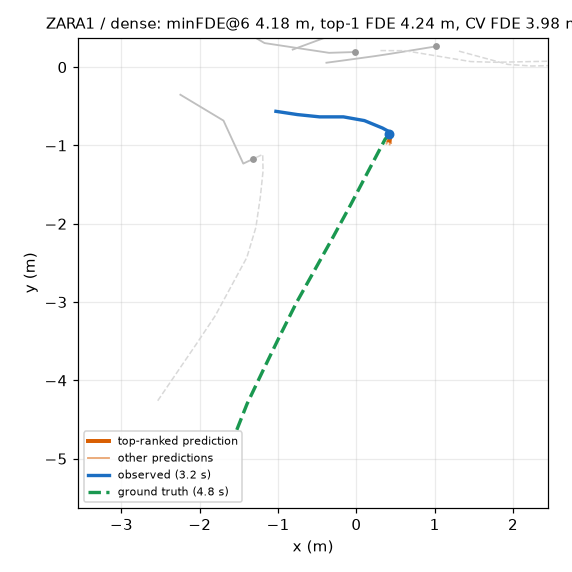 ZARA1 / dense: minFDE@6 4.18 m, top-1 FDE 4.24 m, CV FDE 3.98 m
0
−1
−2
−3
−4
−5
y (m)
top-ranked prediction
other predictions
observed (3.2 s)
ground truth (4.8 s)
−3
−2
−1
0
1
2
x (m)